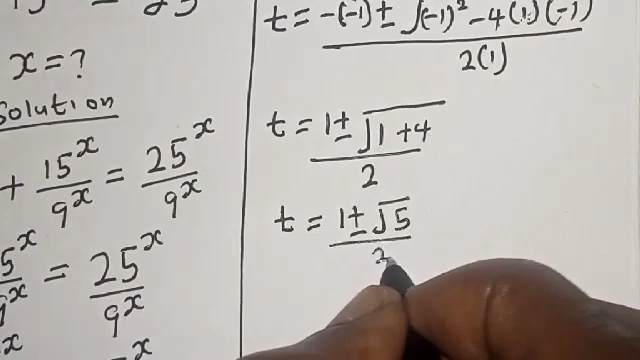 x = ?
Solution
+ 15^x/9^x = 25^x/9^x
= 25^x/9^x
t = -(-1) ± √(-1)² - 4(1)(-1) / 2(1)
t = 1 ± √1 + 4 / 2
t = 1 ± √5 / 2